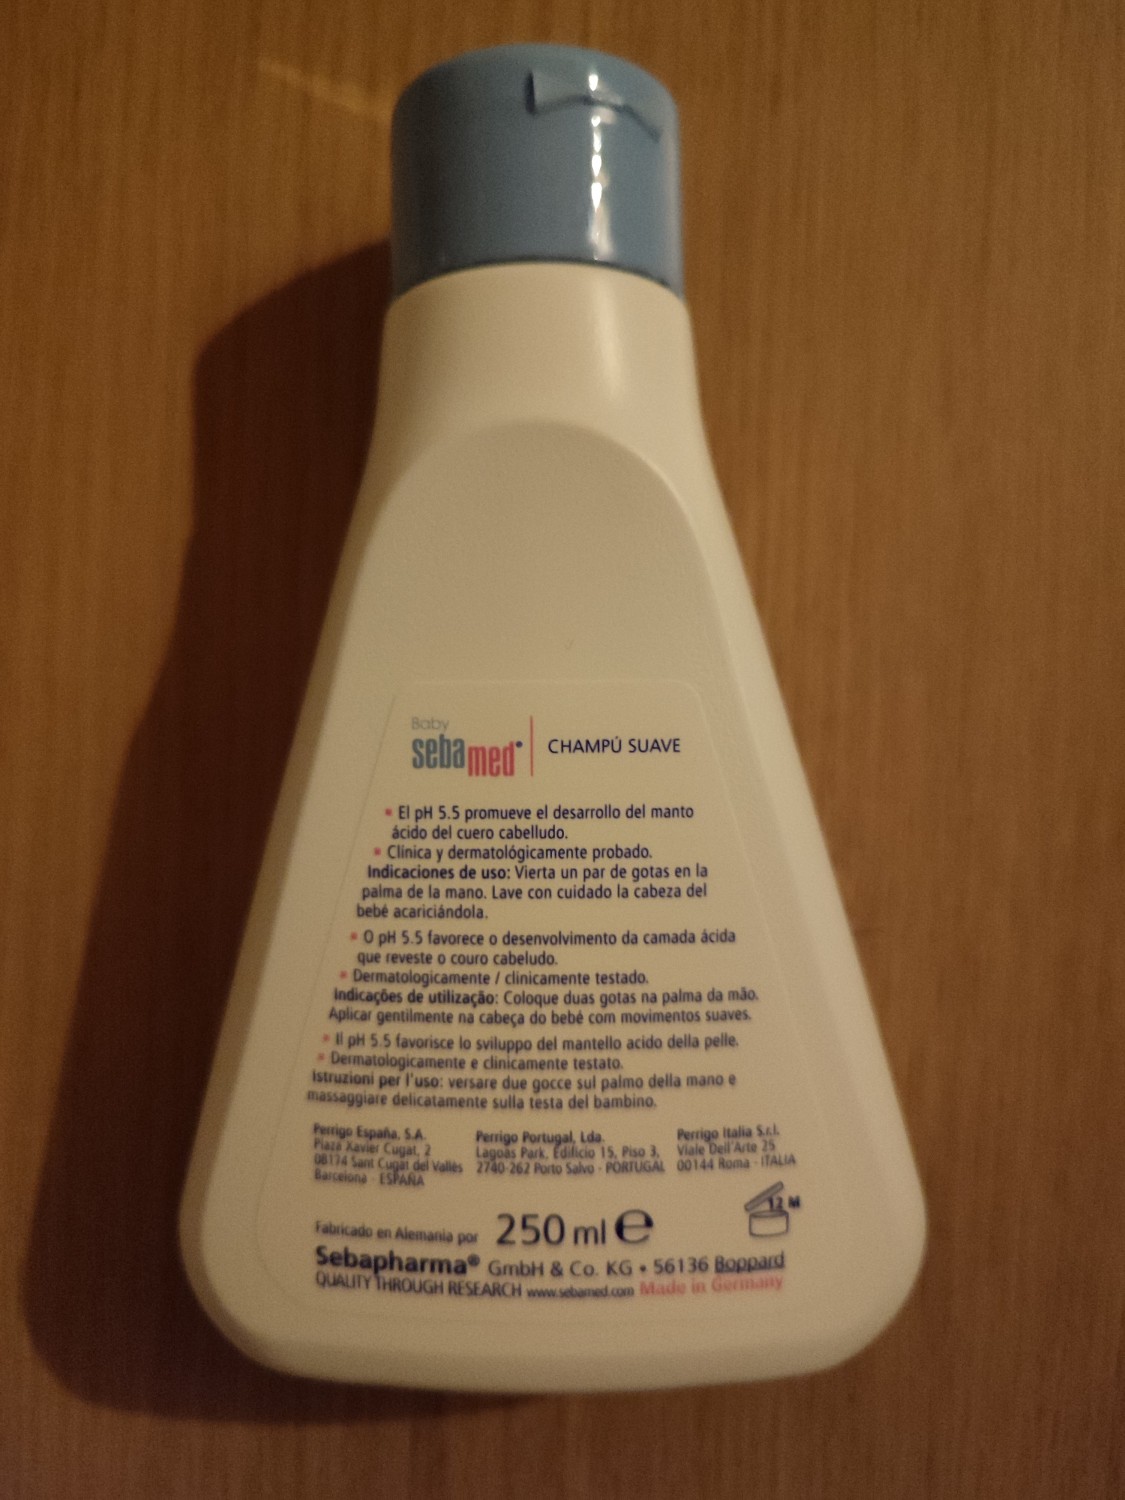 Baby
sebamed®
CHAMPÚ SUAVE
• El pH 5.5 promueve el desarrollo del manto
ácido del cuero cabelludo.
• Clínica y dermatológicamente probado.
Indicaciones de uso: Vierta un par de gotas en la
palma de la mano. Lave con cuidado la cabeza del
bebé acariciándola.
• O pH 5.5 favorece o desenvolvimento da camada ácida
que reveste o couro cabeludo.
• Dermatologicamente / clinicamente testado.
Indicações de utilização: Coloque duas gotas na palma da mão.
Aplicar gentilmente na cabeça do bebé com movimentos suaves.
• Il pH 5.5 favorisce lo sviluppo del mantello acido della pelle.
• Dermatologicamente e clinicamente testato.
Istruzioni per l'uso: versare due gocce sul palmo della mano e
massaggiare delicatamente sulla testa del bambino.
Perrigo España, S.A.
Plaza Xavier Cugat, 2
08174 Sant Cugat del Vallès
Barcelona - ESPAÑA
Perrigo Portugal, Lda.
Lagoas Park, Edifício 15, Piso 3,
2740-262 Porto Salvo - PORTUGAL
Perrigo Italia S.r.l.
Viale Dell'Arte 25
00144 Roma - ITALIA
12 M
Fabricado en Alemania por 250 ml e
Sebapharma® GmbH & Co. KG • 56136 Boppard
QUALITY THROUGH RESEARCH www.sebamed.com Made in Germany